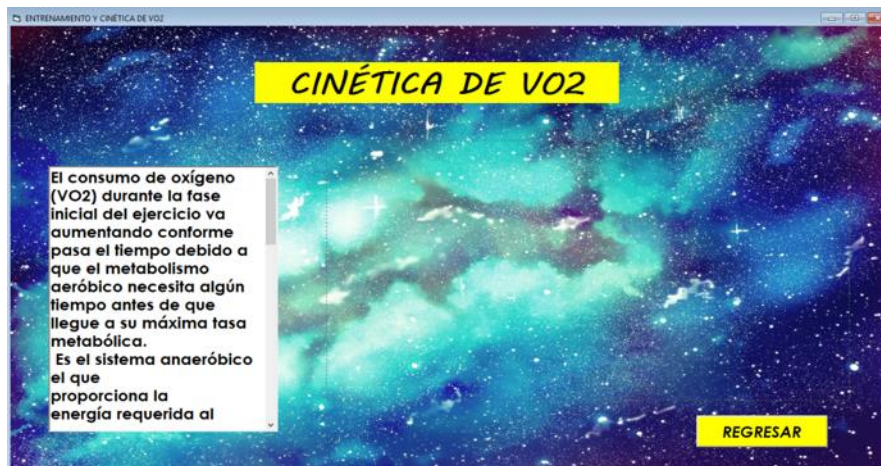 ENTRENAMIENTO Y CINÉTICA DE VO2
CINÉTICA DE VO2
El consumo de oxígeno
(VO2) durante la fase
inicial del ejercicio va
aumentando conforme
pasa el tiempo debido a
que el metabolismo
aeróbico necesita algún
tiempo antes de que
llegue a su máxima tasa
metabólica.
Es el sistema anaeróbico
el que
proporciona la
energía requerida al
REGRESAR